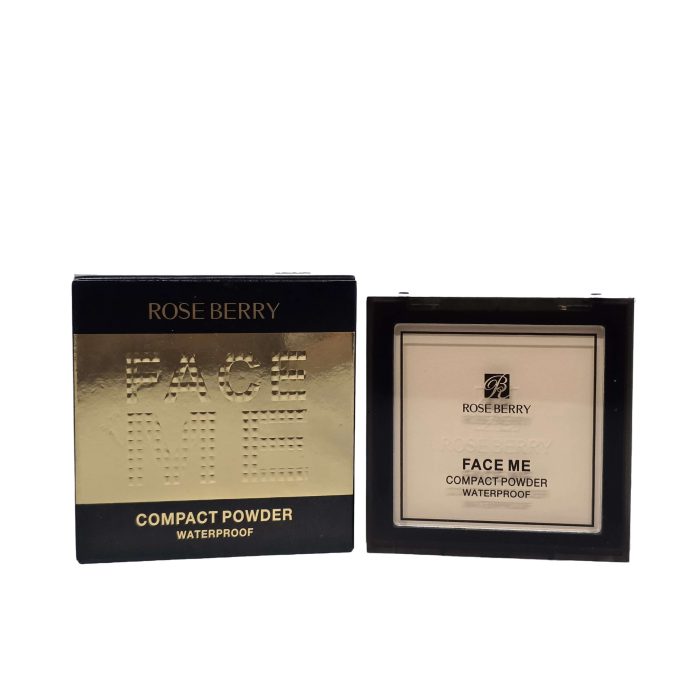 ROSE BERRY
FACE
ME
COMPACT POWDER
WATERPROOF
R
ROSE BERRY
ROSE BERRY
FACE ME
COMPACT POWDER
WATERPROOF